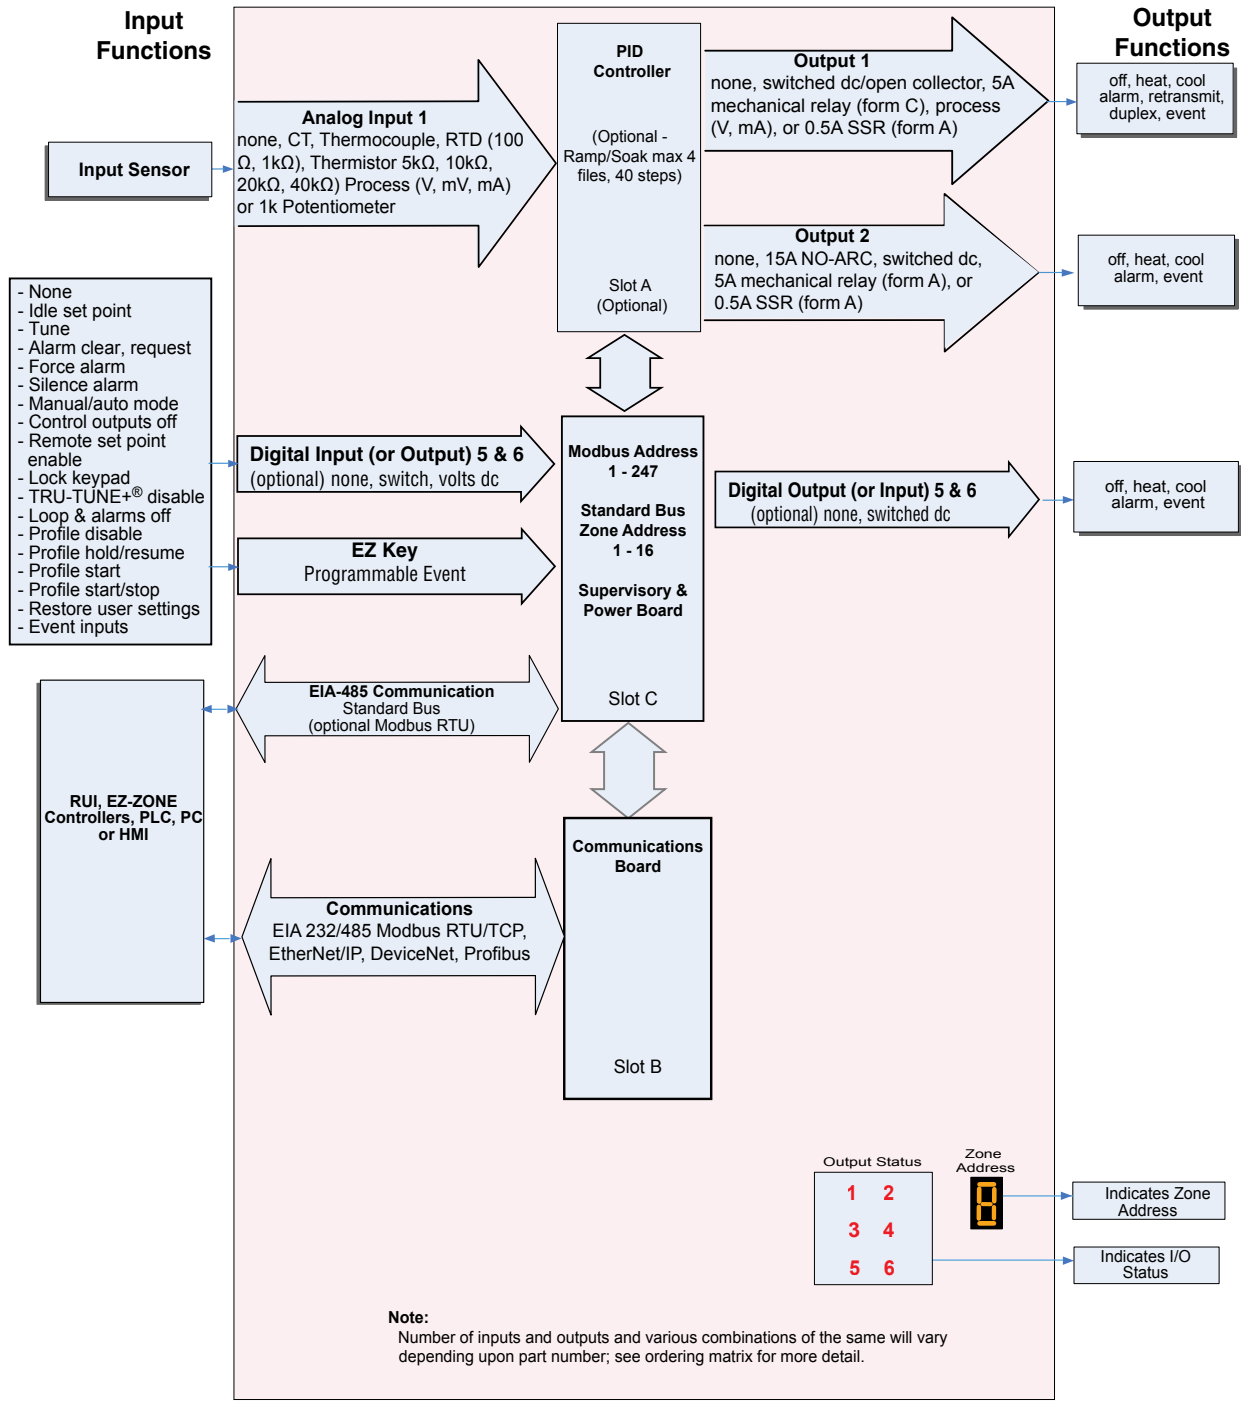 Input
Functions
Output
Functions
PID
Controller
(Optional -
Ramp/Soak max 4
files, 40 steps)
Slot A
(Optional)
Input Sensor
Analog Input 1
none, CT, Thermocouple, RTD (100
Ω, 1kΩ), Thermistor 5kΩ, 10kΩ,
20kΩ, 40kΩ) Process (V, mV, mA)
or 1k Potentiometer
Output 1
none, switched dc/open collector, 5A
mechanical relay (form C), process
(V, mA), or 0.5A SSR (form A)
off, heat, cool
alarm, retransmit,
duplex, event
Output 2
none, 15A NO-ARC, switched dc,
5A mechanical relay (form A), or
0.5A SSR (form A)
off, heat, cool
alarm, event
- None
- Idle set point
- Tune
- Alarm clear, request
- Force alarm
- Silence alarm
- Manual/auto mode
- Control outputs off
- Remote set point
enable
- Lock keypad
- TRU-TUNE+® disable
- Loop & alarms off
- Profile disable
- Profile hold/resume
- Profile start
- Profile start/stop
- Restore user settings
- Event inputs
Digital Input (or Output) 5 & 6
(optional) none, switch, volts dc
EZ Key
Programmable Event
Modbus Address
1 - 247
Standard Bus
Zone Address
1 - 16
Supervisory &
Power Board
Slot C
Digital Output (or Input) 5 & 6
(optional) none, switched dc
off, heat, cool
alarm, event
EIA-485 Communication
Standard Bus
(optional Modbus RTU)
RUI, EZ-ZONE
Controllers, PLC, PC
or HMI
Communications
Board
Slot B
Communications
EIA 232/485 Modbus RTU/TCP,
EtherNet/IP, DeviceNet, Profibus
Output Status
1 2
3 4
5 6
Zone
Address
8
Indicates Zone
Address
Indicates I/O
Status
Note:
Number of inputs and outputs and various combinations of the same will vary
depending upon part number; see ordering matrix for more detail.